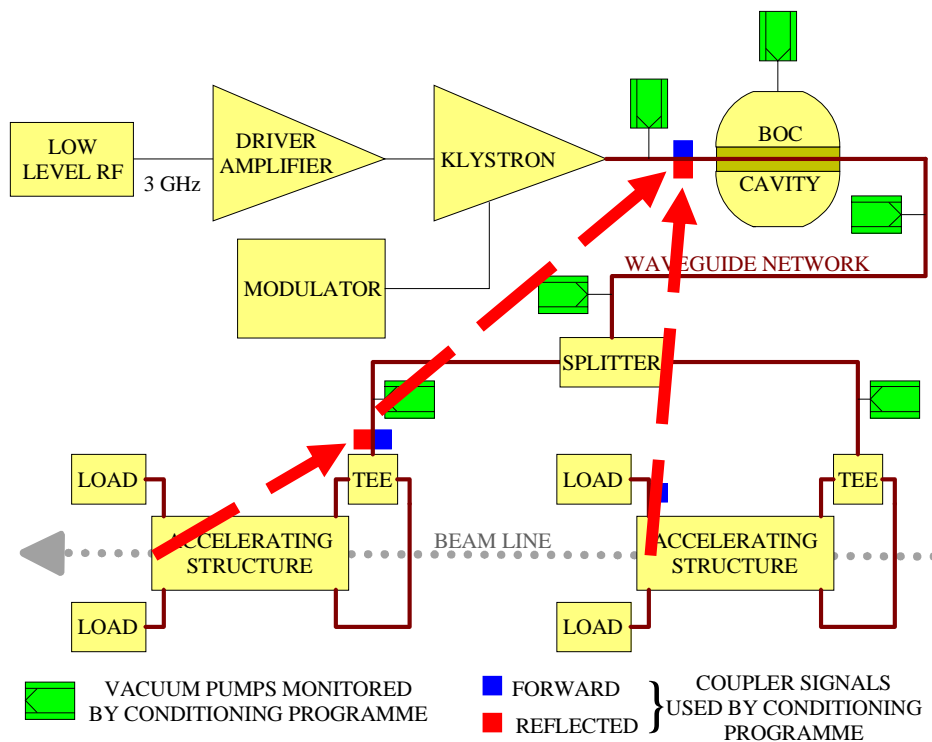 LOW
LEVEL RF
3 GHz
DRIVER
AMPLIFIER
KLYSTRON
BOC
CAVITY
MODULATOR
WAVEGUIDE NETWORK
SPLITTER
LOAD
TEE
LOAD
TEE
ACCELERATING
STRUCTURE
BEAM LINE
ACCELERATING
STRUCTURE
LOAD
LOAD
VACUUM PUMPS MONITORED
BY CONDITIONING PROGRAMME
FORWARD
REFLECTED
COUPLER SIGNALS
USED BY CONDITIONING
PROGRAMME